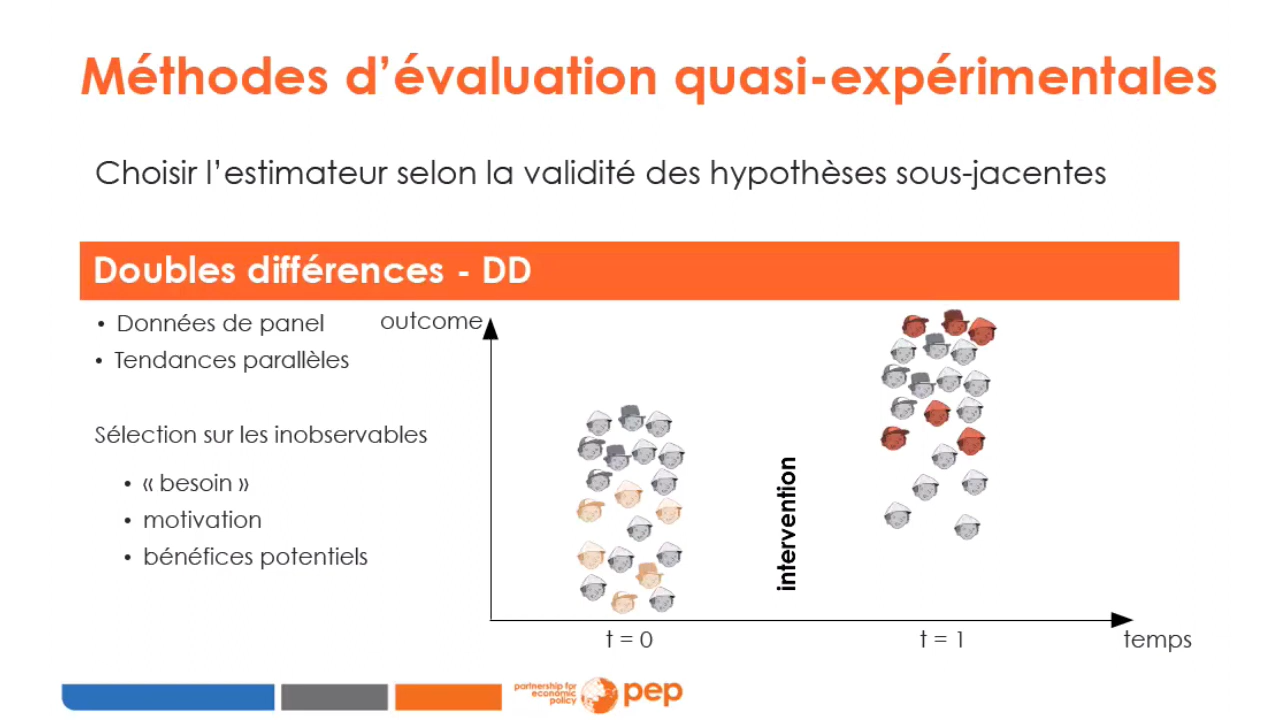 Méthodes d’évaluation quasi-expérimentales
Choisir l’estimateur selon la validité des hypothèses sous-jacentes
Doubles différences - DD
• Données de panel
• Tendances parallèles
Sélection sur les inobservables
• « besoin »
• motivation
• bénéfices potentiels
outcome
intervention
t = 0
t = 1
temps
partnership for
economic
policy
pep